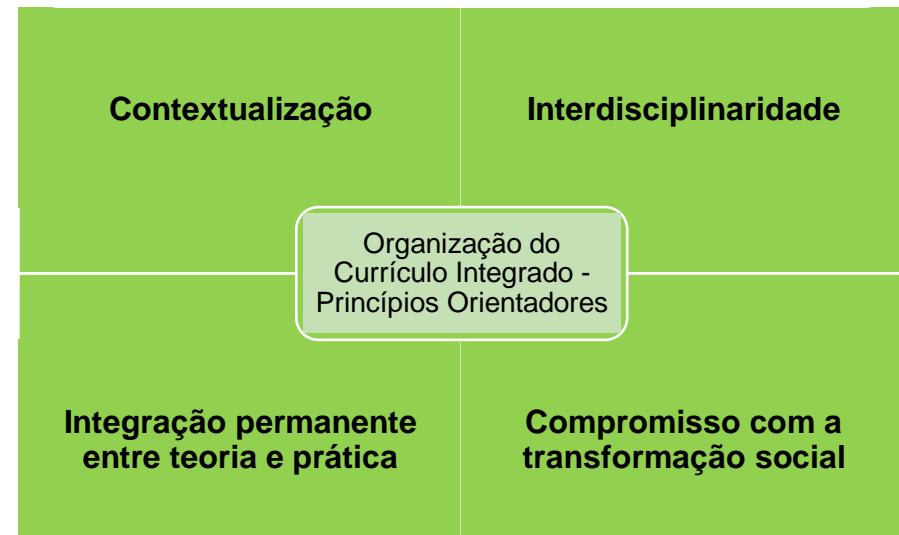 Contextualização
Interdisciplinaridade
Organização do
Currículo Integrado -
Princípios Orientadores
Integração permanente
entre teoria e prática
Compromisso com a
transformação social